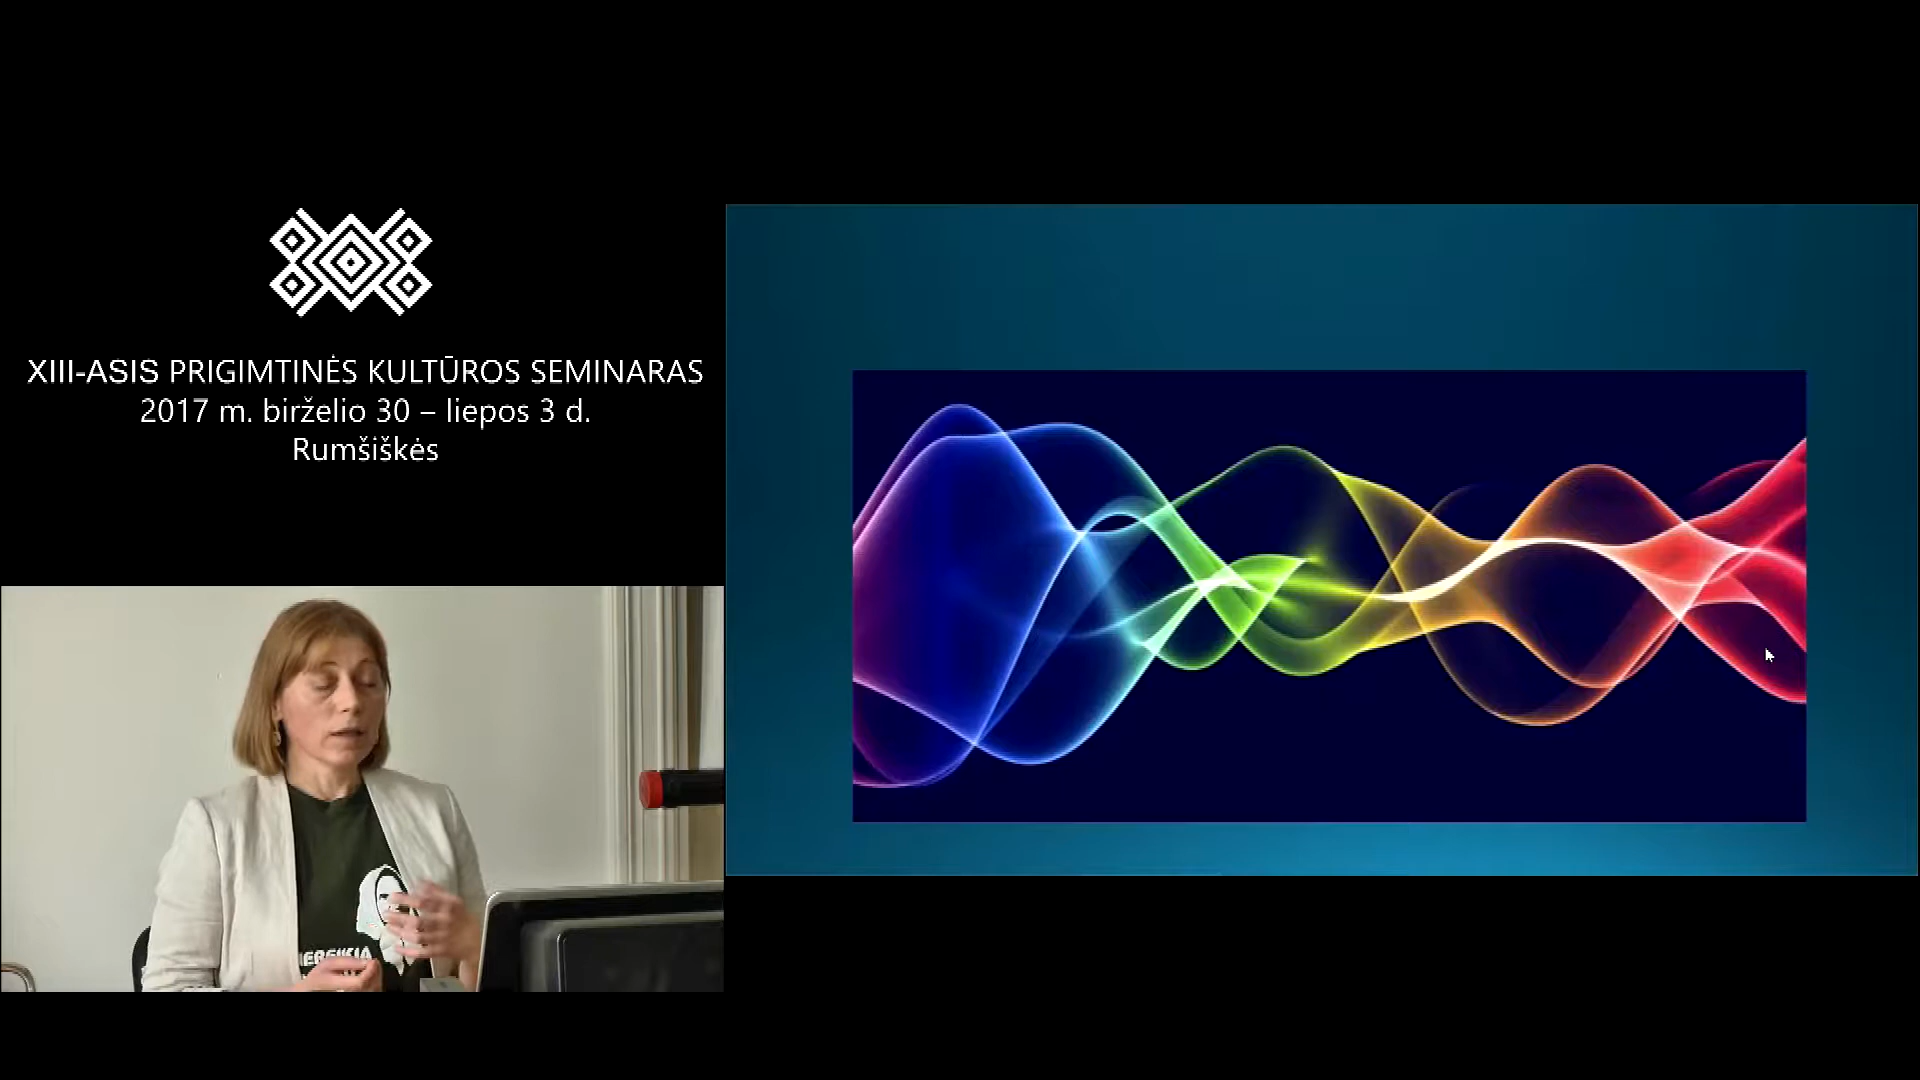 XIII-ASIS PRIGIMTINĖS KULTŪROS SEMINARAS
2017 m. birželio 30 – liepos 3 d.
Rumšiškės